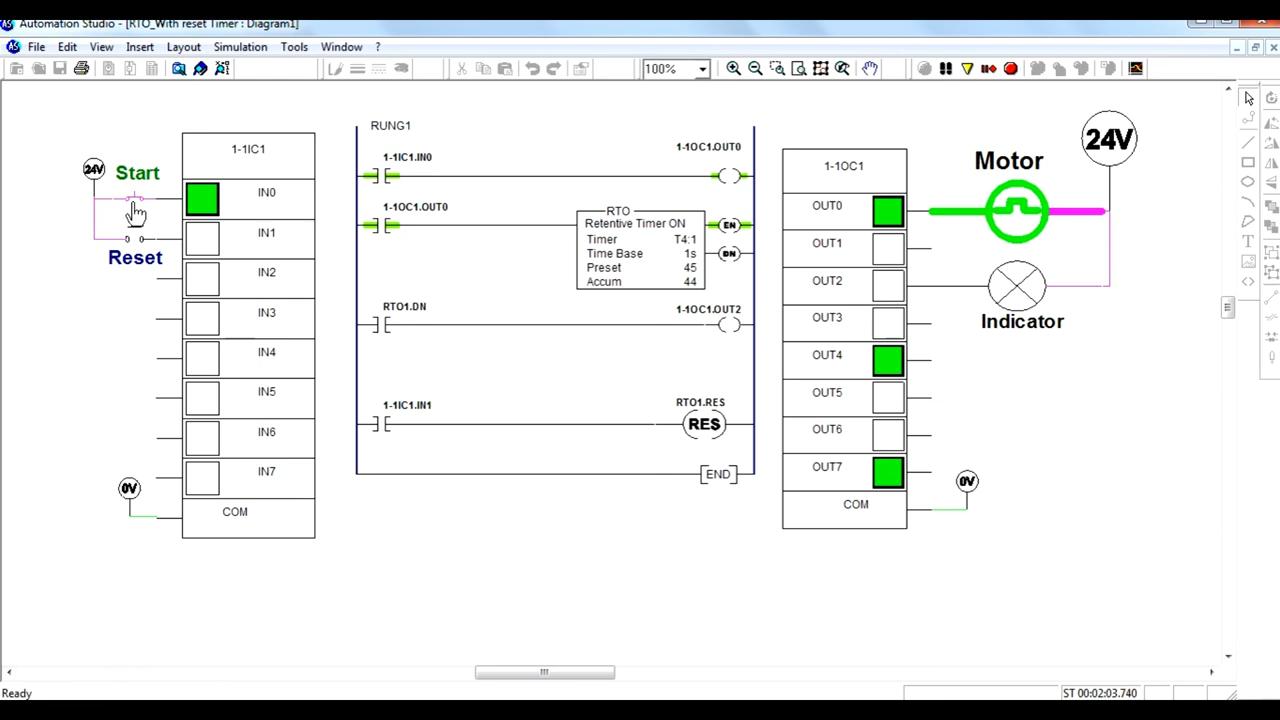 Automation Studio - [RTO_With reset Timer : Diagram1]
File Edit View Insert Layout Simulation Tools Window ?
100%
RUNG1
1-1IC1
24V
Start
IN0
IN1
Reset
IN2
IN3
IN4
IN5
IN6
IN7
0V
COM
1-1IC1.IN0
1-1OC1.OUT0
1-1OC1.OUT0
RTO
Retentive Timer ON
EN
Timer T4:1
Time Base 1s
DN
Preset 45
Accum 44
RTO1.DN
1-1OC1.OUT2
1-1IC1.IN1
RTO1.RES
RES
END
1-1OC1
OUT0
OUT1
OUT2
OUT3
OUT4
OUT5
OUT6
OUT7
COM
0V
24V
Motor
Indicator
Ready
ST 00:02:03.740